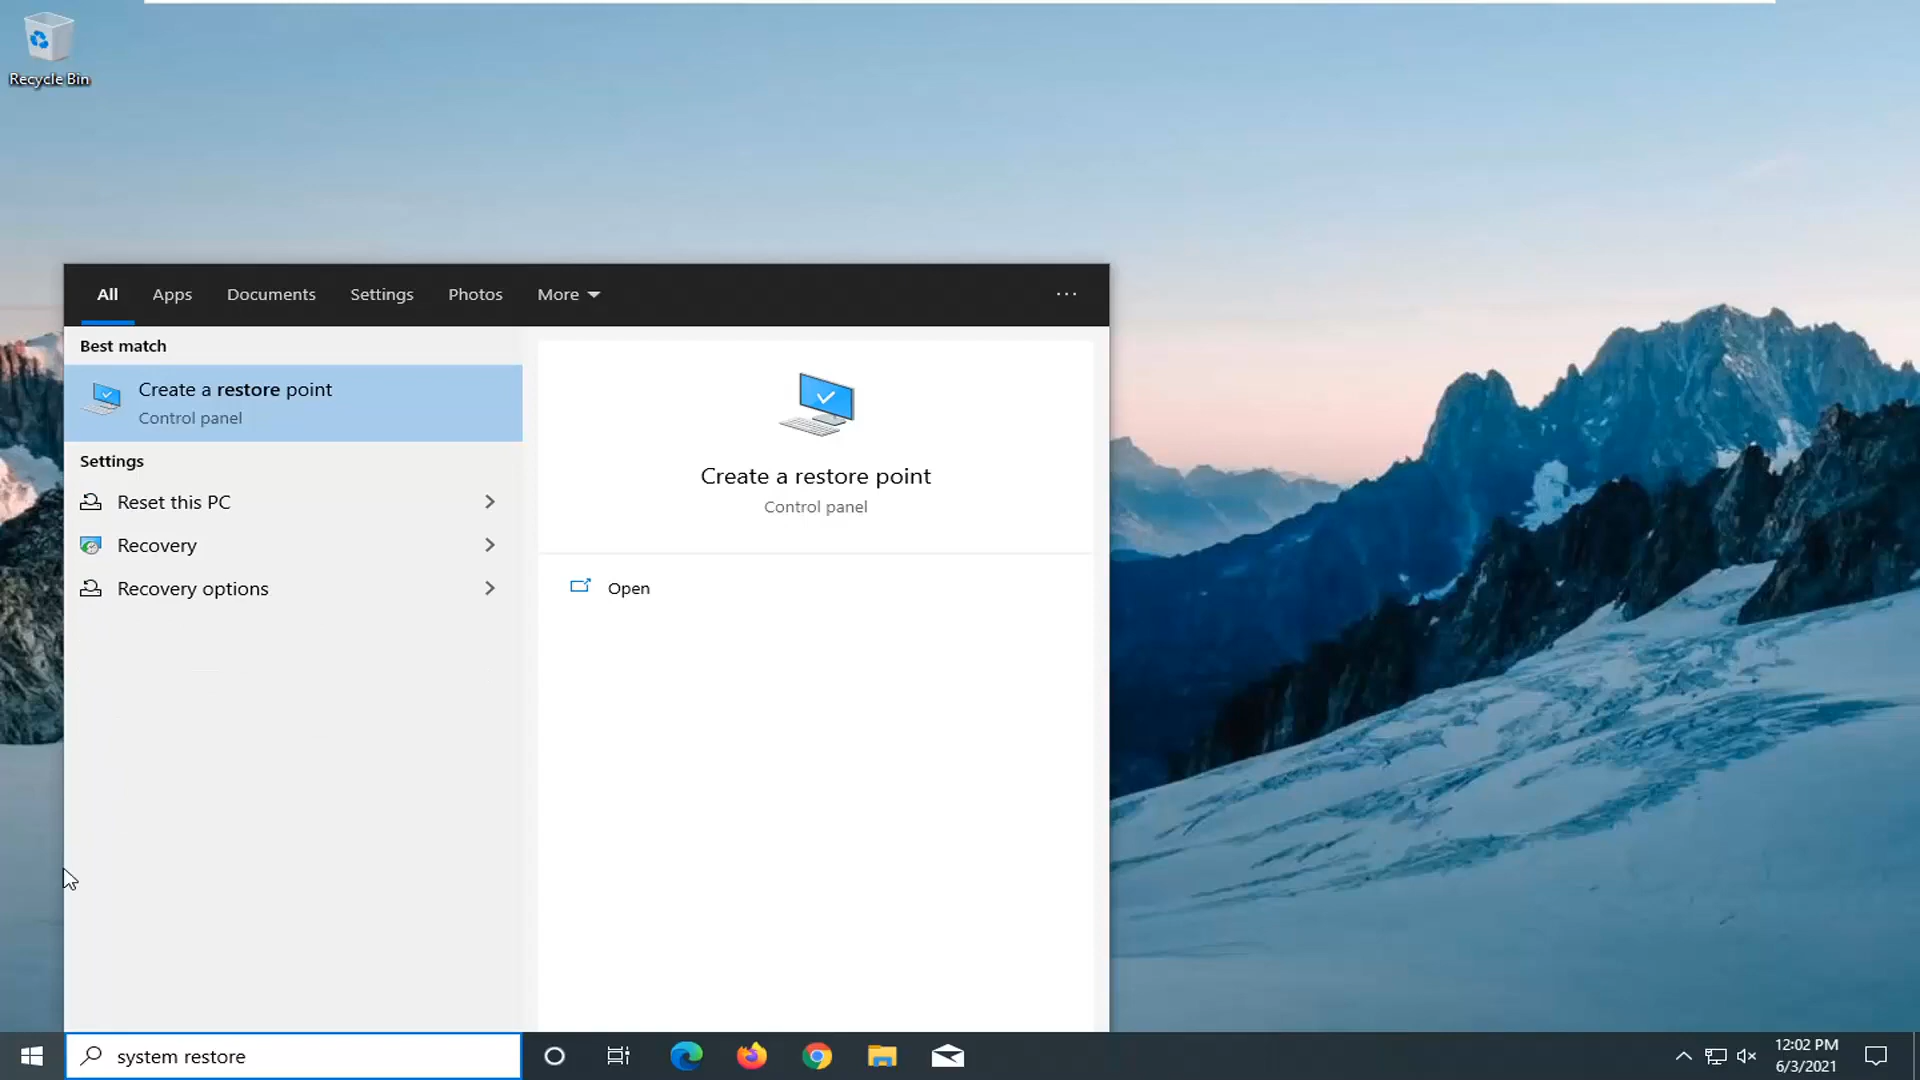 Recycle Bin
All Apps Documents Settings Photos More ...
Best match
Create a restore point
Control panel
Settings
Reset this PC
Recovery
Recovery options
Create a restore point
Control panel
Open
system restore
12:02 PM
6/3/2021